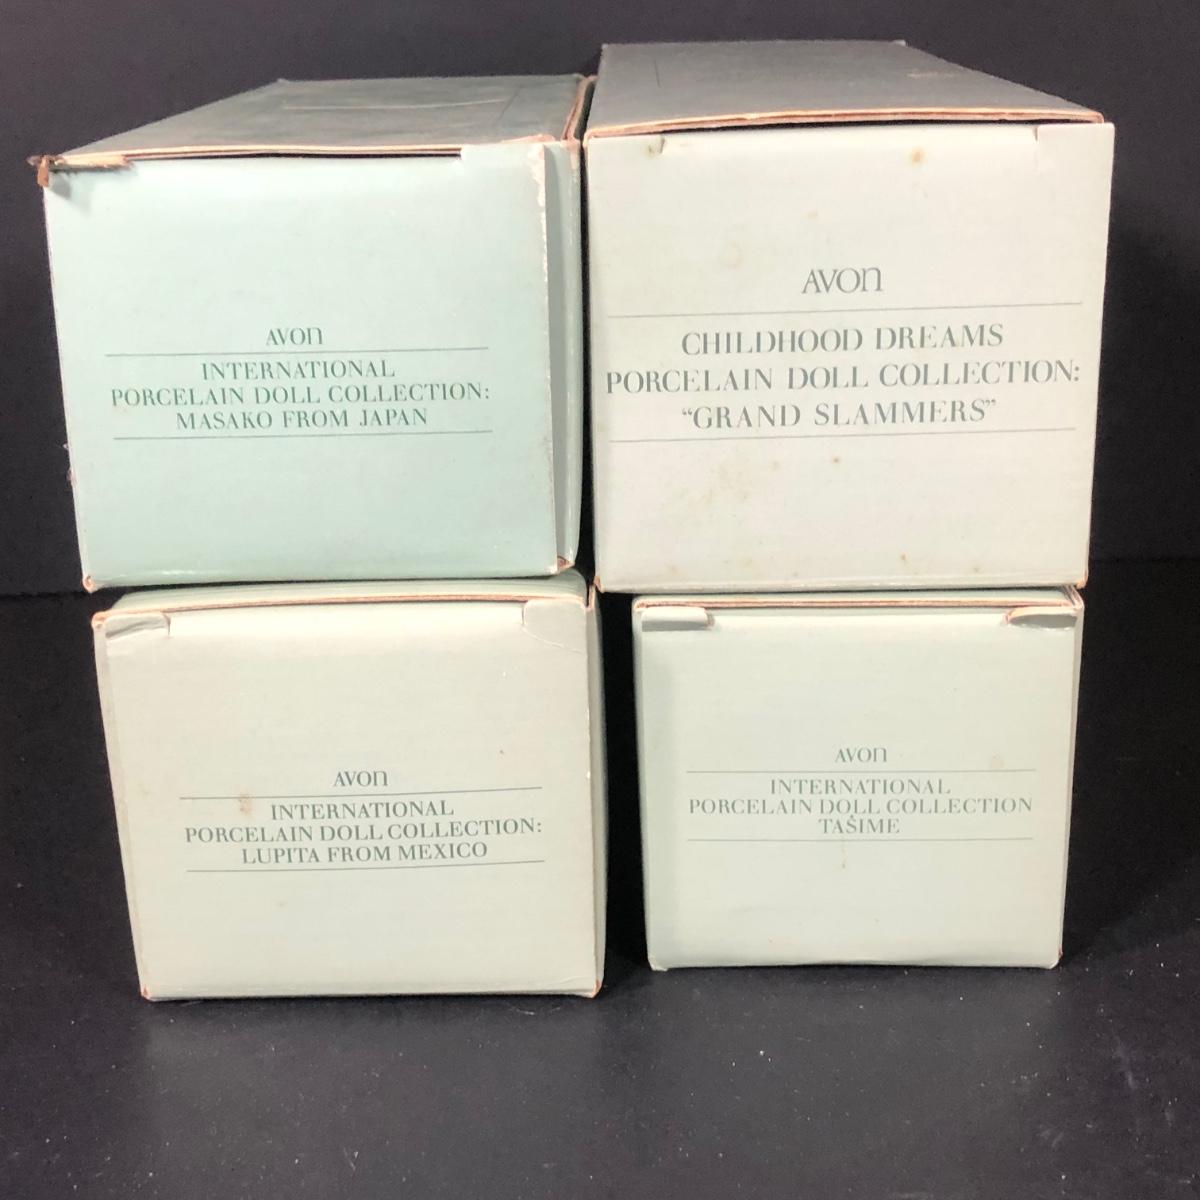 AVON
INTERNATIONAL
PORCELAIN DOLL COLLECTION:
MASAKO FROM JAPAN
AVON
CHILDHOOD DREAMS
PORCELAIN DOLL COLLECTION:
“GRAND SLAMMERS”
AVON
INTERNATIONAL
PORCELAIN DOLL COLLECTION:
LUPITA FROM MEXICO
AVON
INTERNATIONAL
PORCELAIN DOLL COLLECTION
TAṠIME